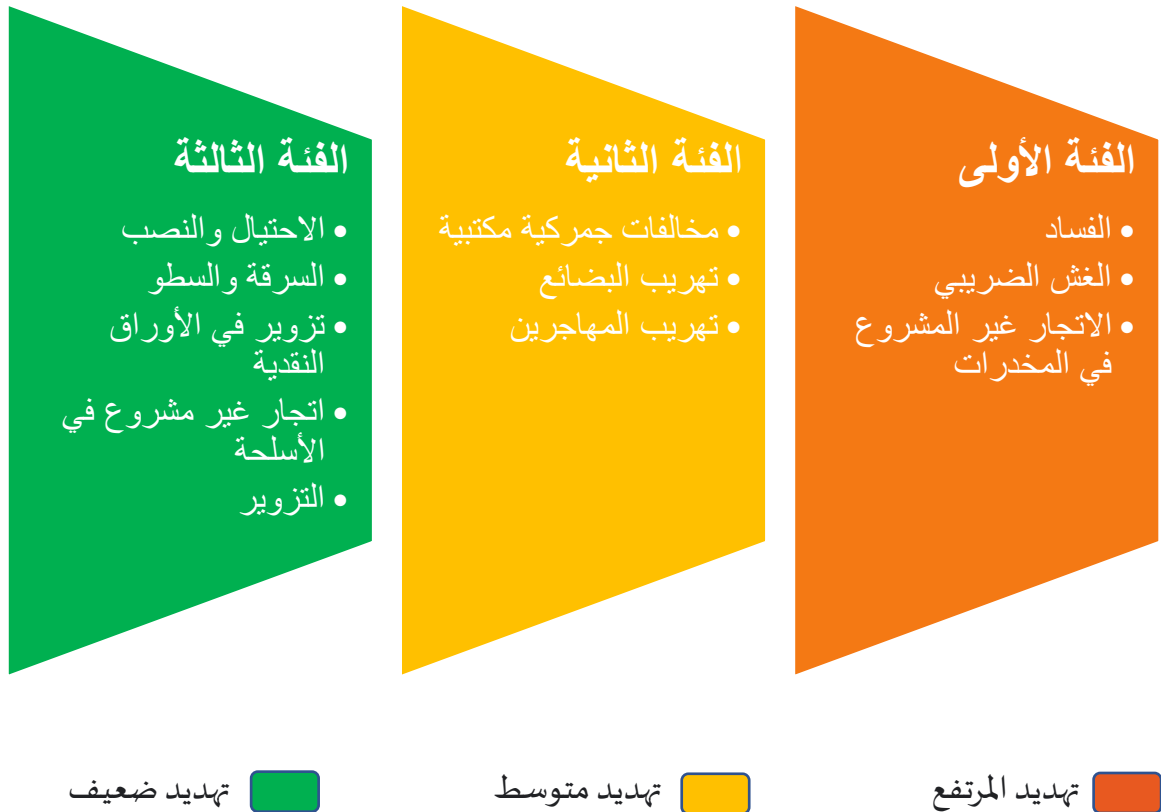 الفئة الأولى
• الفساد
• الغش الضريبي
• الاتجار غير المشروع
في المخدرات
الفئة الثانية
• مخالفات جمركية مكتبية
• تهريب البضائع
• تهريب المهاجرين
الفئة الثالثة
• الاحتيال والنصب
• السرقة والسطو
• تزوير في الأوراق
النقدية
• اتجار غير مشروع في
الأسلحة
• التزوير
تهديد المرتفع
تهديد متوسط
تهديد ضعيف